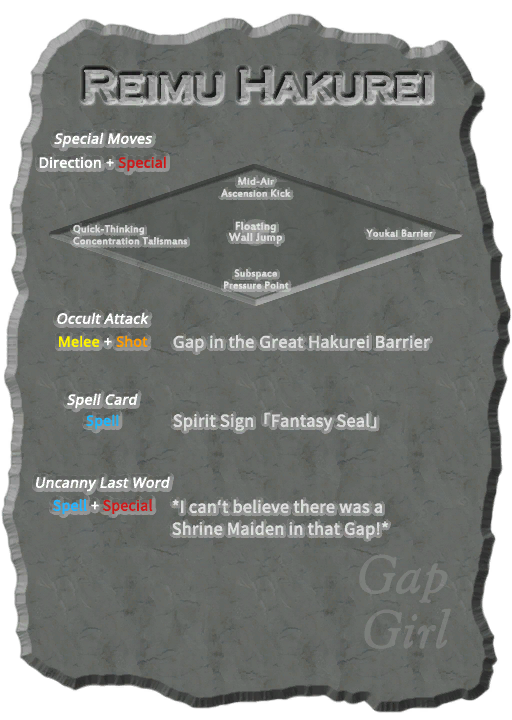 REIMU HAKUREI
Special Moves
Direction + Special
Mid-Air
Ascension Kick
Quick-Thinking
Concentration Talismans
Floating
Wall Jump
Youkai Barrier
Subspace
Pressure Point
Occult Attack
Melee + Shot Gap in the Great Hakurei Barrier
Spell Card
Spell Spirit Sign「Fantasy Seal」
Uncanny Last Word
Spell + Special *I can't believe there was a
Shrine Maiden in that Gap!*
Gap
Girl